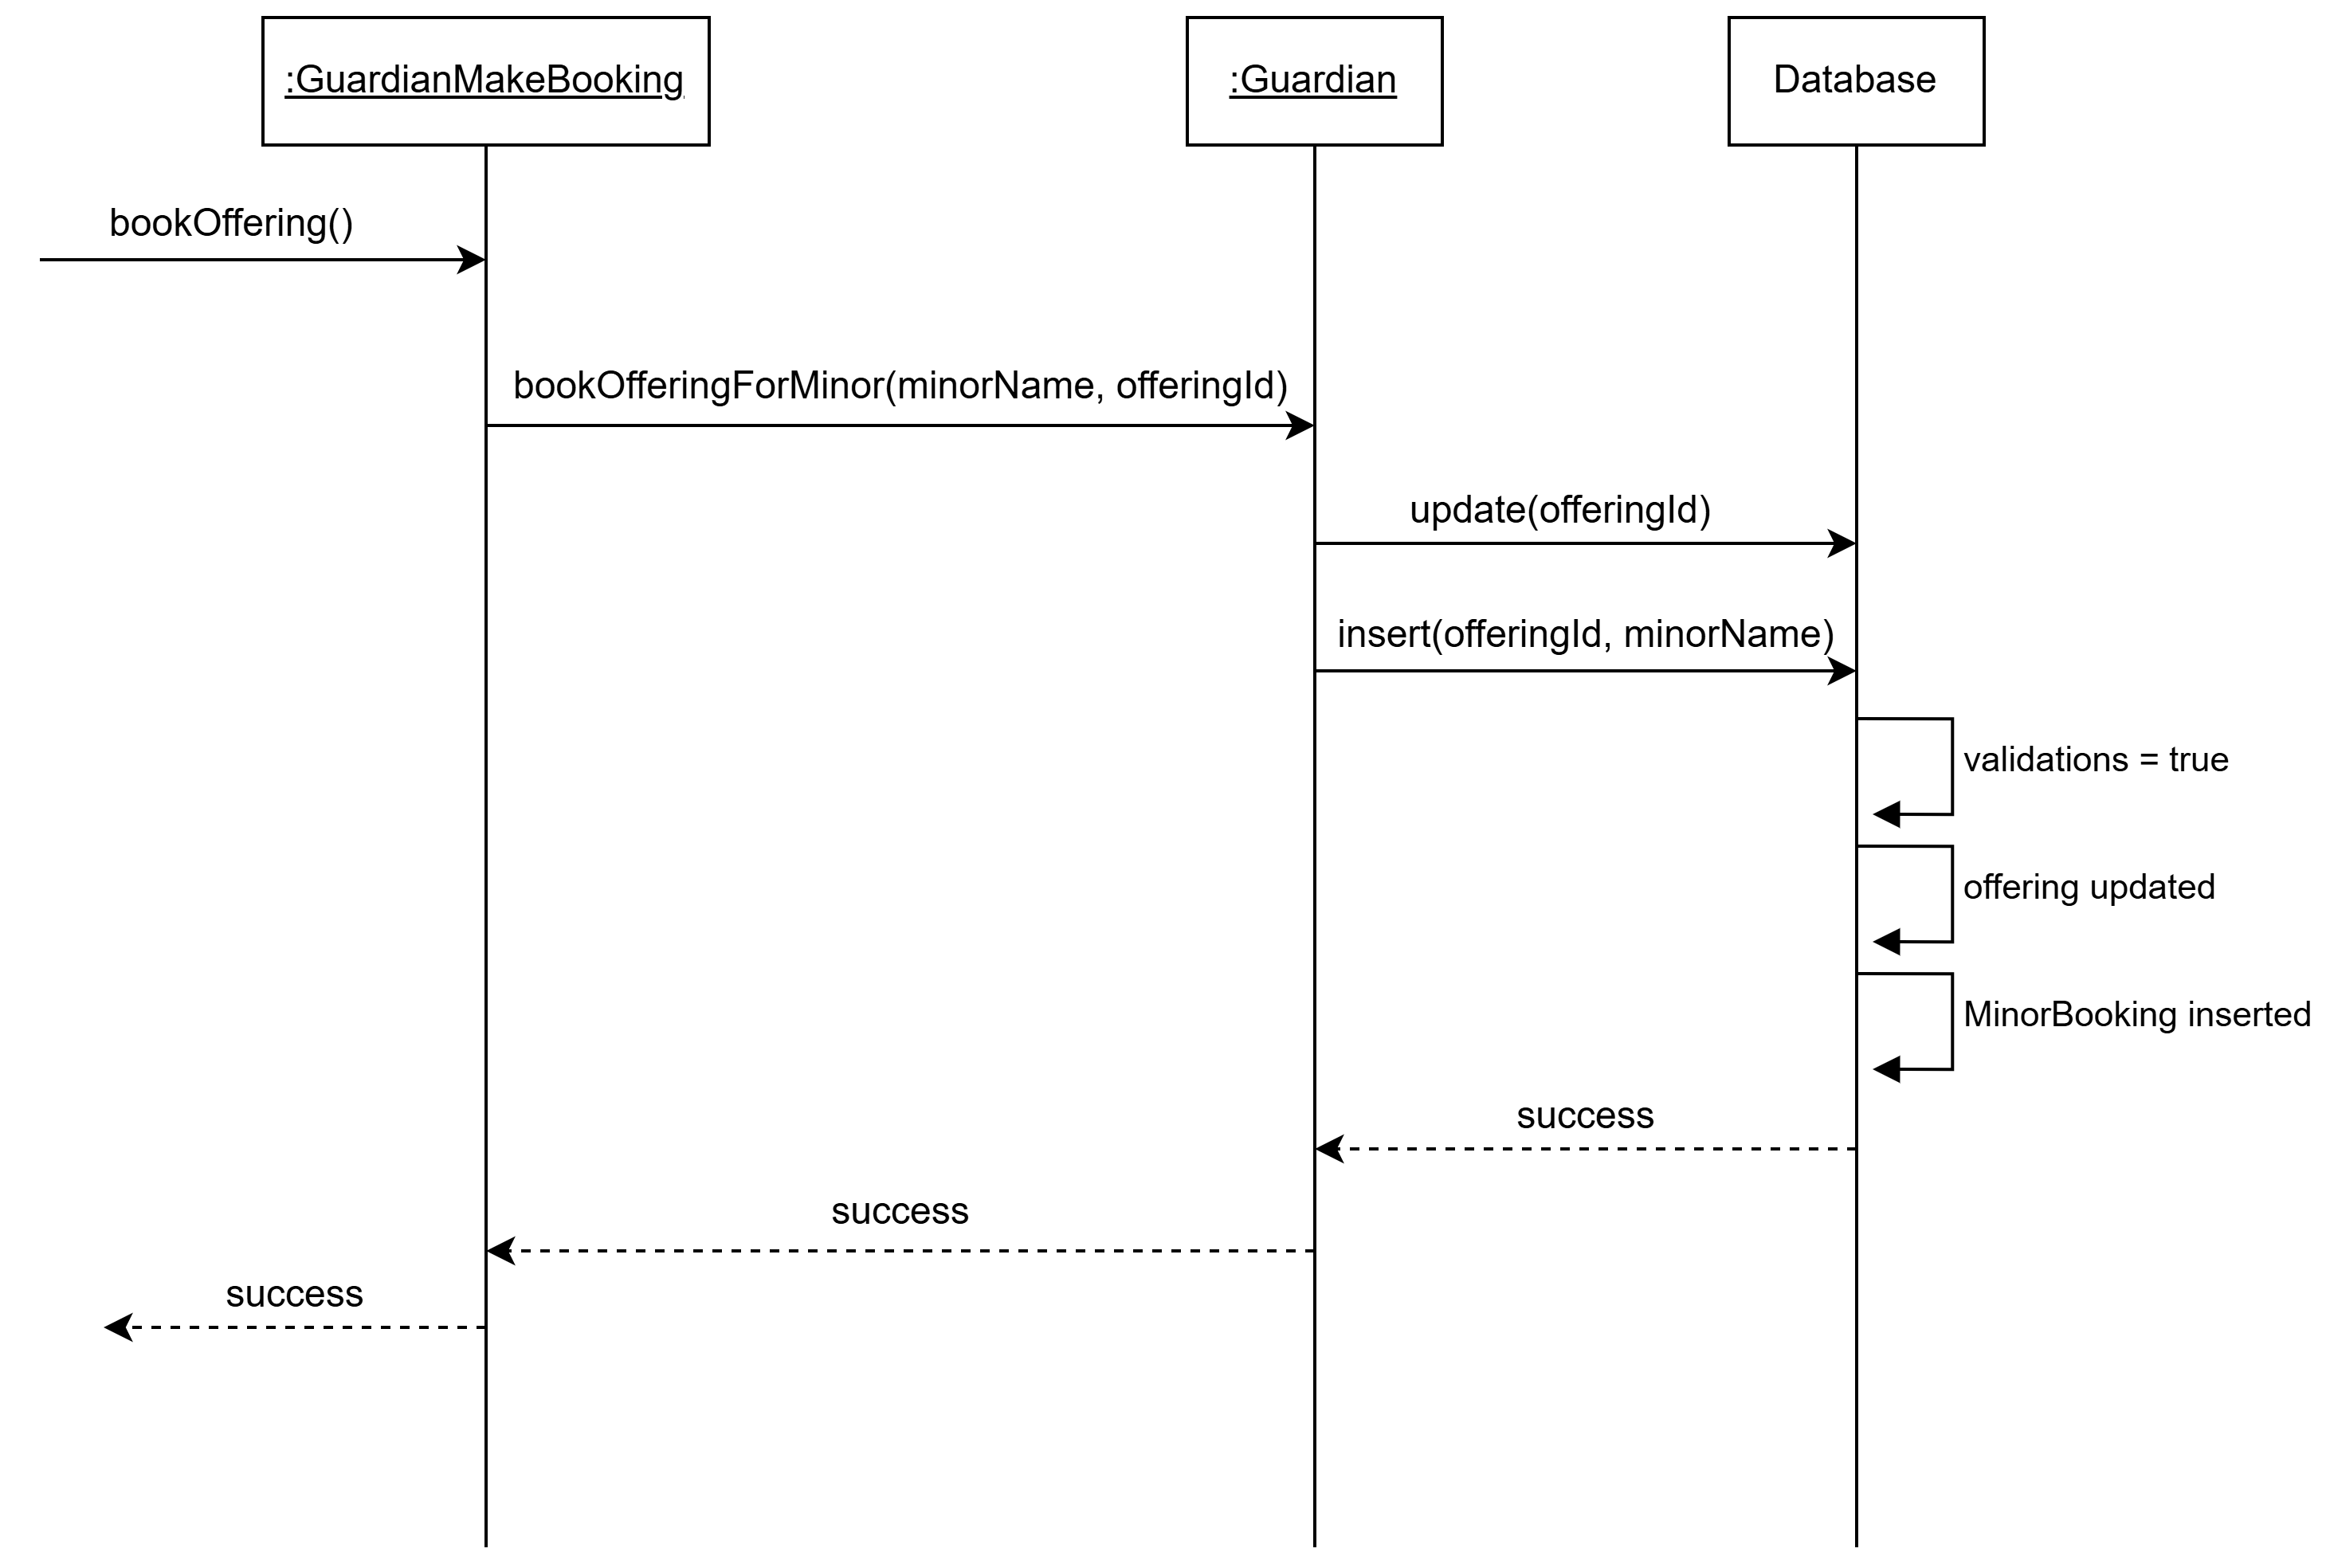 :GuardianMakeBooking
:Guardian
Database
bookOffering()
bookOfferingForMinor(minorName, offeringId)
update(offeringId)
insert(offeringId, minorName)
validations = true
offering updated
MinorBooking inserted
success
success
success